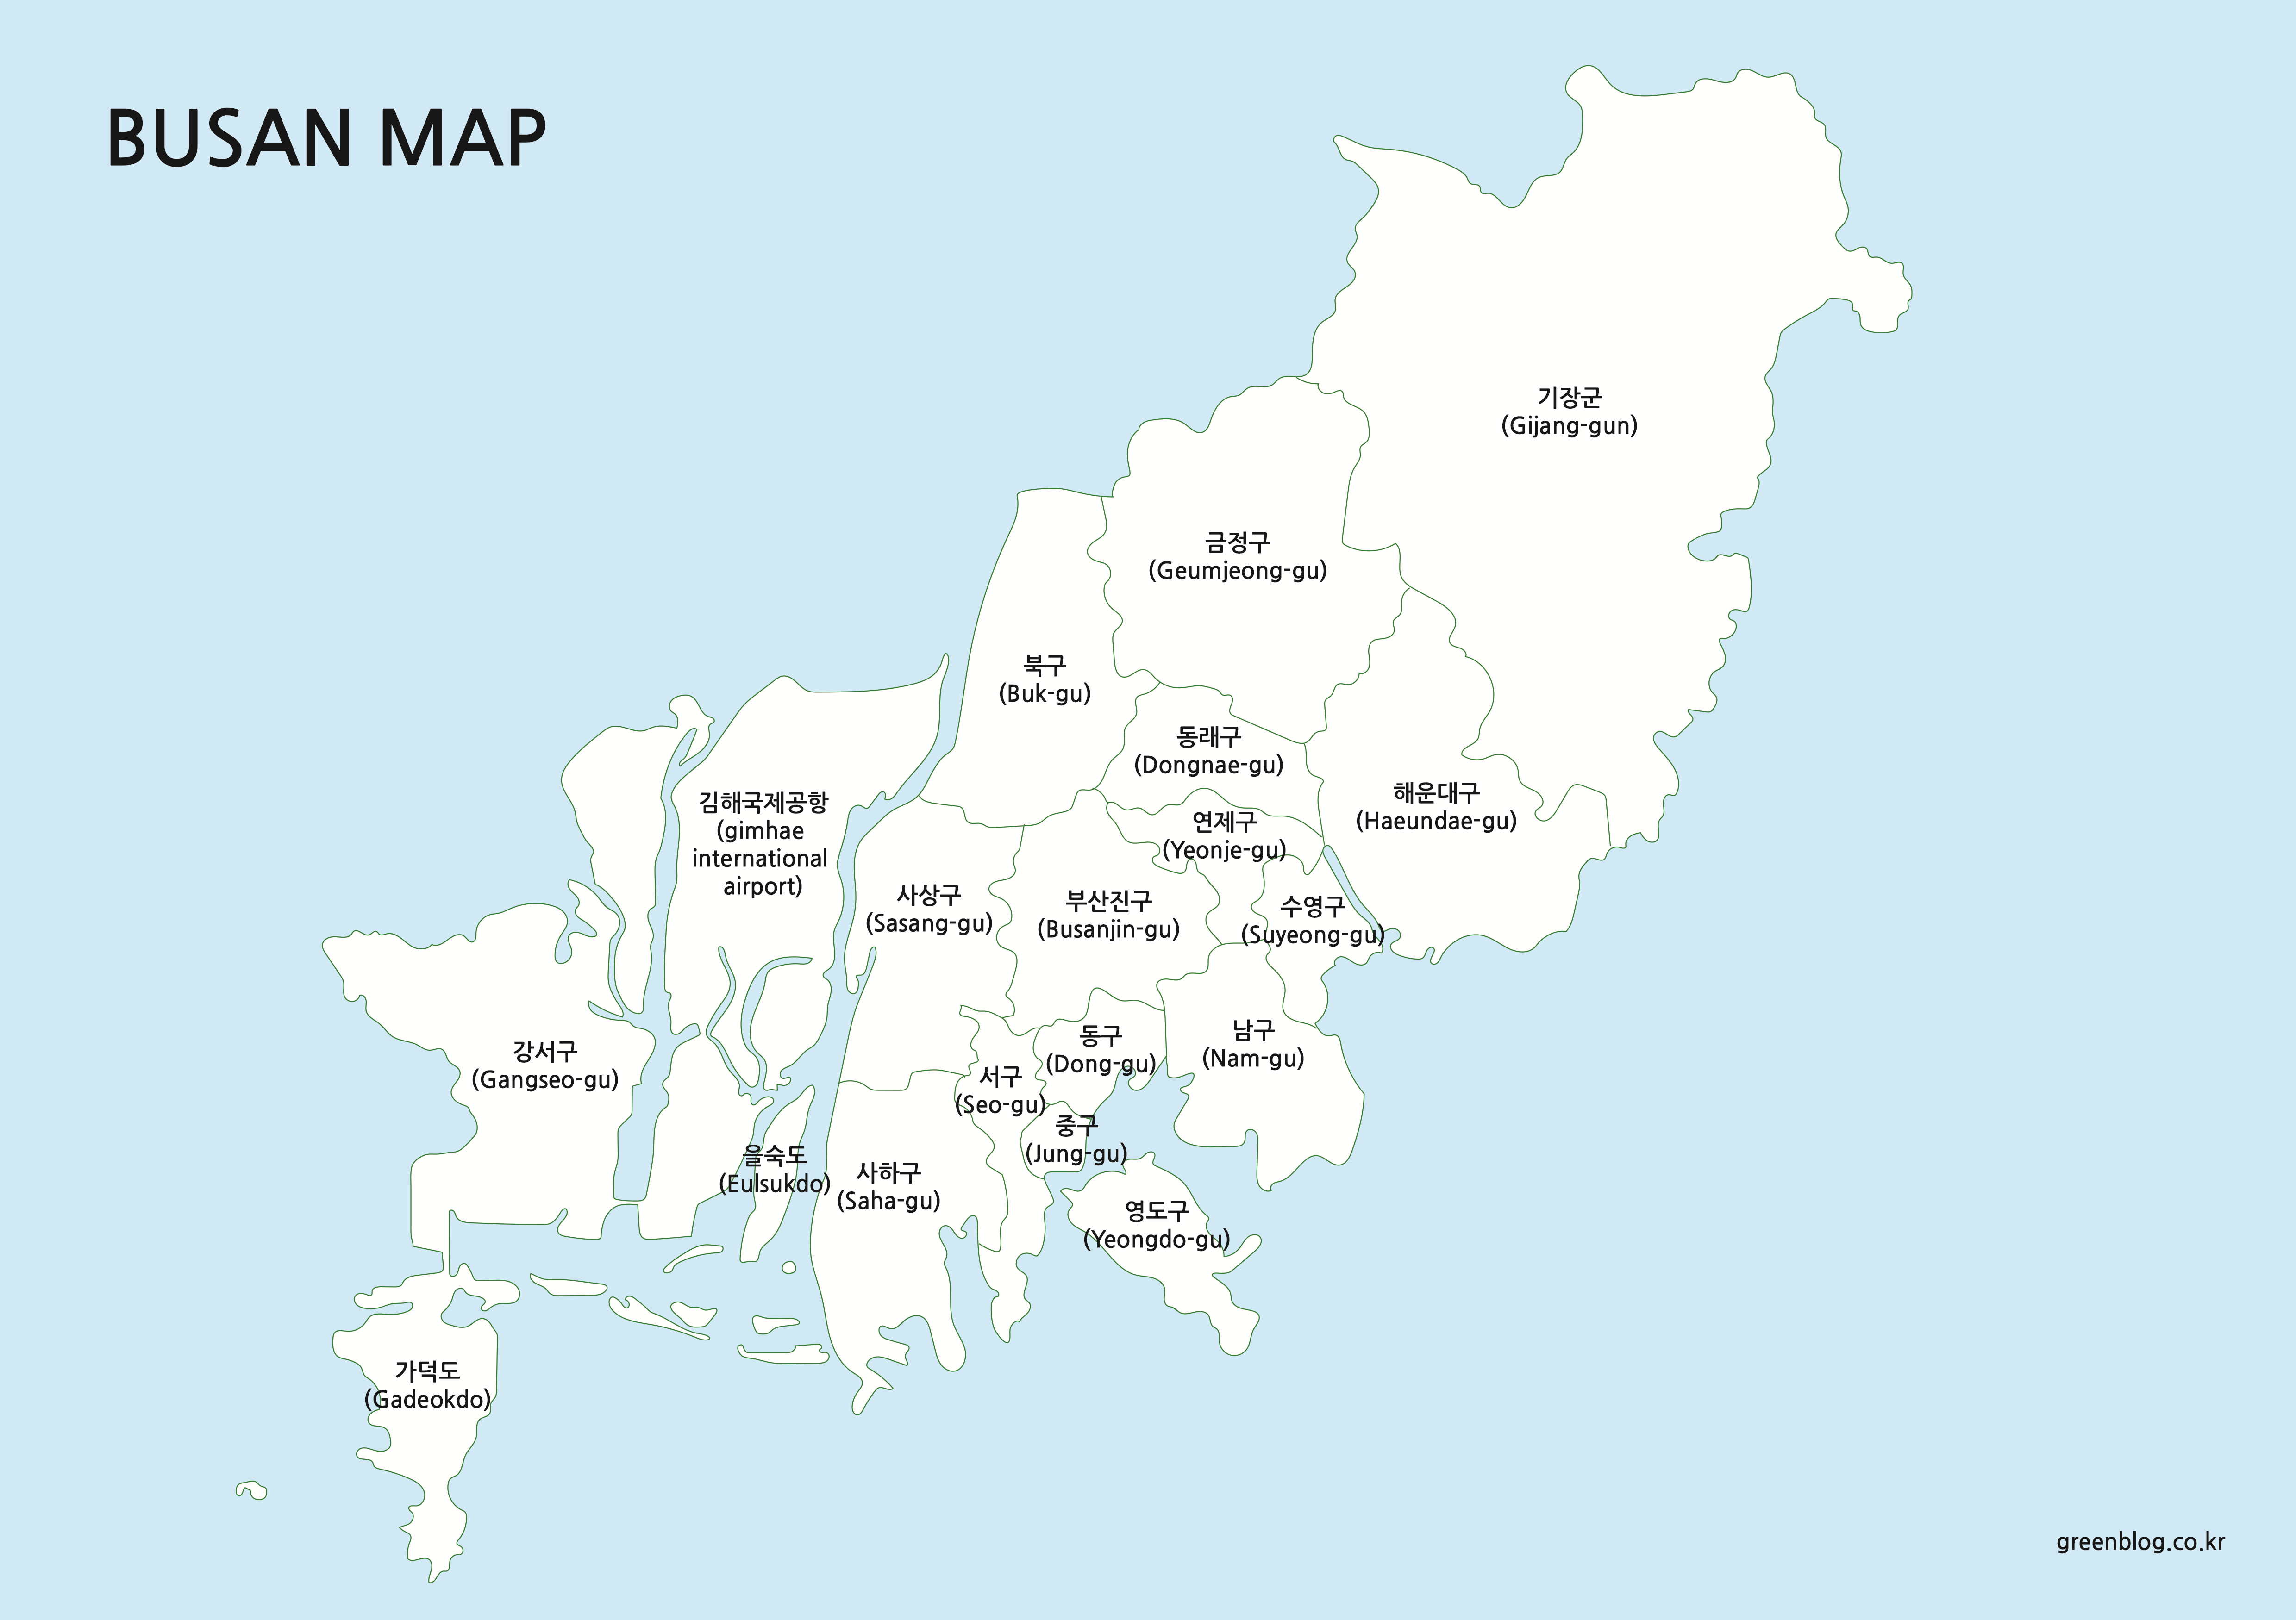 BUSAN MAP
기장군
(Gijang-gun)
금정구
(Geumjeong-gu)
북구
(Buk-gu)
동래구
(Dongnae-gu)
해운대구
(Haeundae-gu)
김해국제공항
(gimhae
international
airport)
연제구
(Yeonje-gu)
사상구
(Sasang-gu)
부산진구
(Busanjin-gu)
수영구
(Suyeong-gu)
강서구
(Gangseo-gu)
동구
(Dong-gu)
남구
(Nam-gu)
서구
(Seo-gu)
중구
(Jung-gu)
을숙도
(Eulsukdo)
사하구
(Saha-gu)
영도구
(Yeongdo-gu)
가덕도
(Gadeokdo)
greenblog.co.kr